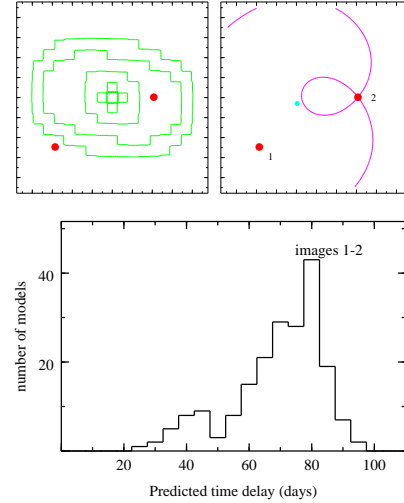 2
1
images 1-2
40
20
number of models
20 40 60 80 100
Predicted time delay (days)